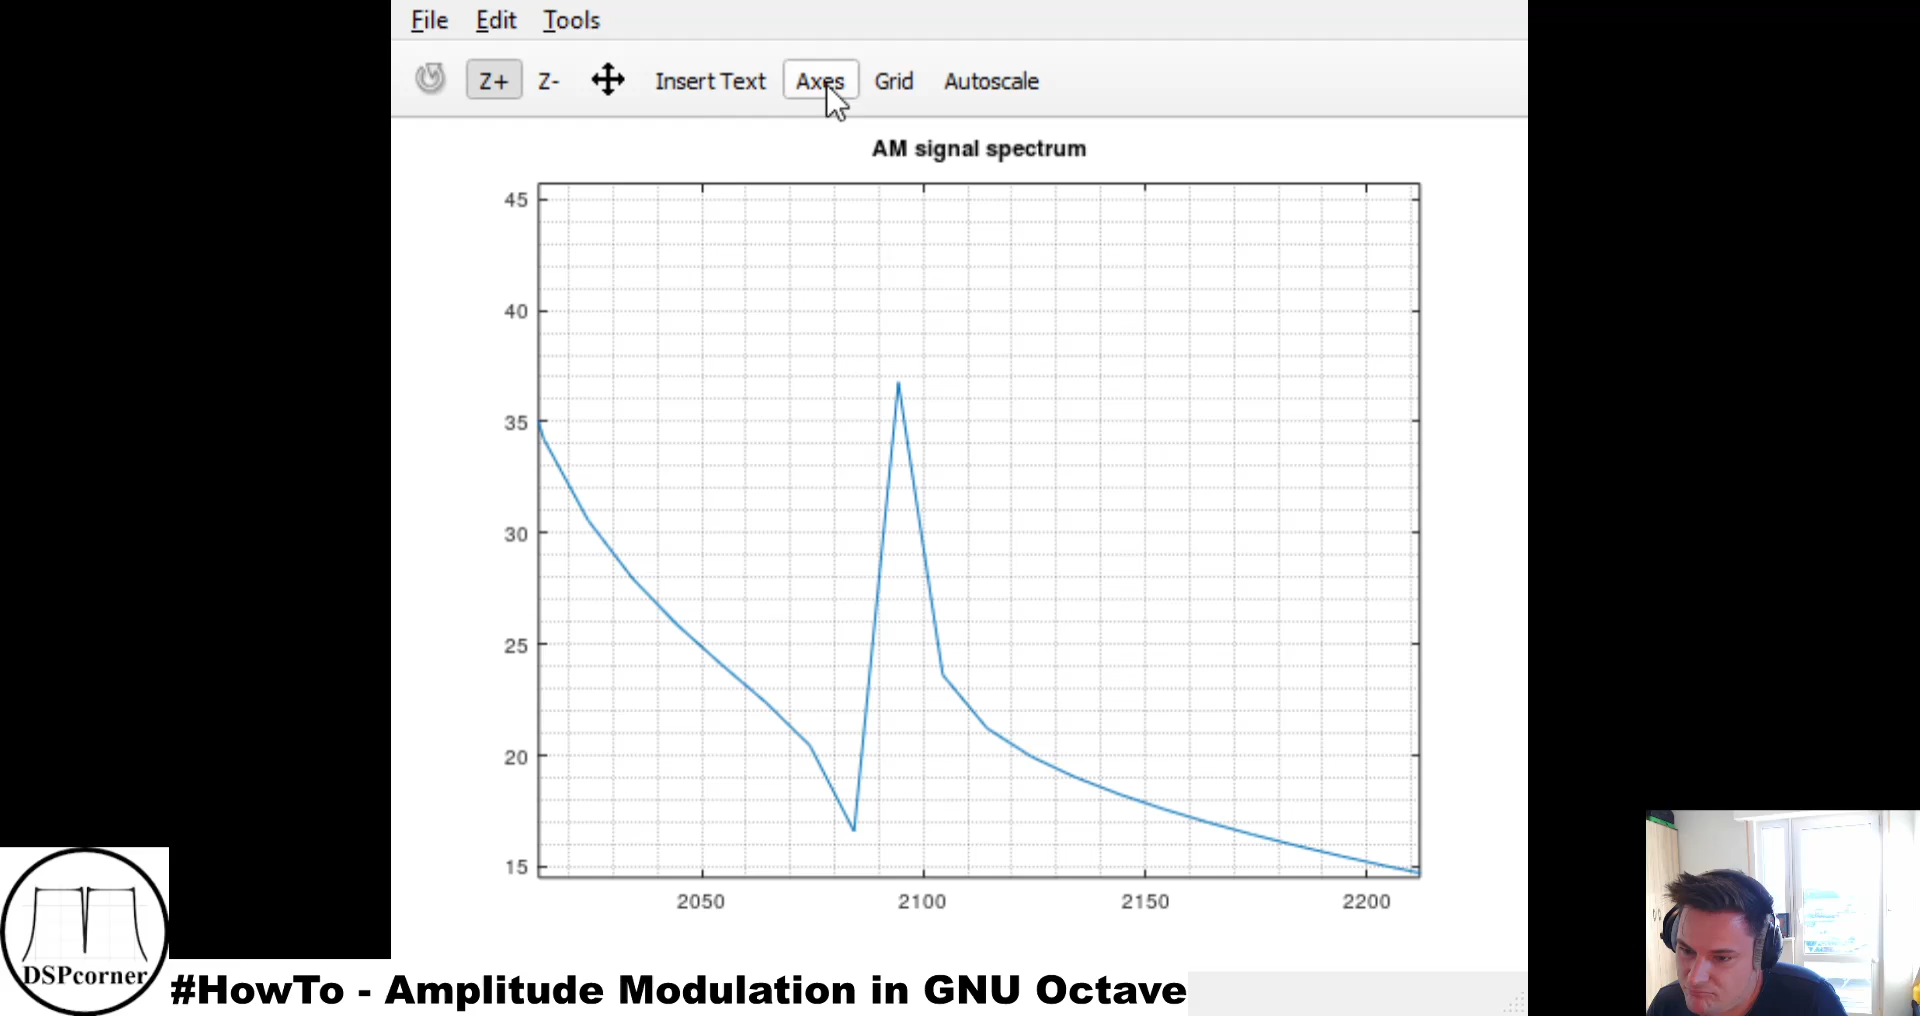 File Edit Tools
Z+ Z- Insert Text Axes Grid Autoscale
AM signal spectrum
45
40
35
30
25
20
15
2050 2100 2150 2200
DSPcorner
#HowTo - Amplitude Modulation in GNU Octave